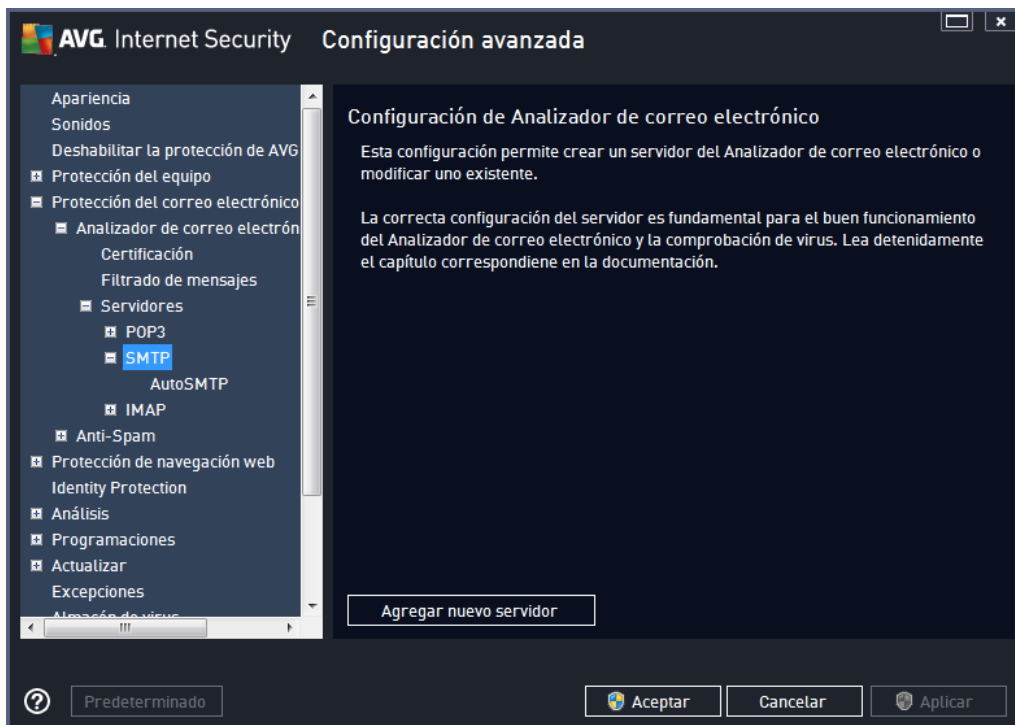 AVG. Internet Security
Configuración avanzada
Apariencia
Sonidos
Deshabilitar la protección de AVG
Protección del equipo
Protección del correo electrónico
Analizador de correo electrón
Certificación
Filtrado de mensajes
Servidores
POP3
SMTP
AutoSMTP
IMAP
Anti-Spam
Protección de navegación web
Identity Protection
Análisis
Programaciones
Actualizar
Excepciones
Almacén de virus
Configuración de Analizador de correo electrónico
Esta configuración permite crear un servidor del Analizador de correo electrónico o
modificar uno existente.
La correcta configuración del servidor es fundamental para el buen funcionamiento
del Analizador de correo electrónico y la comprobación de virus. Lea detenidamente
el capítulo correspondiene en la documentación.
Agregar nuevo servidor
Predeterminado
Aceptar
Cancelar
Aplicar